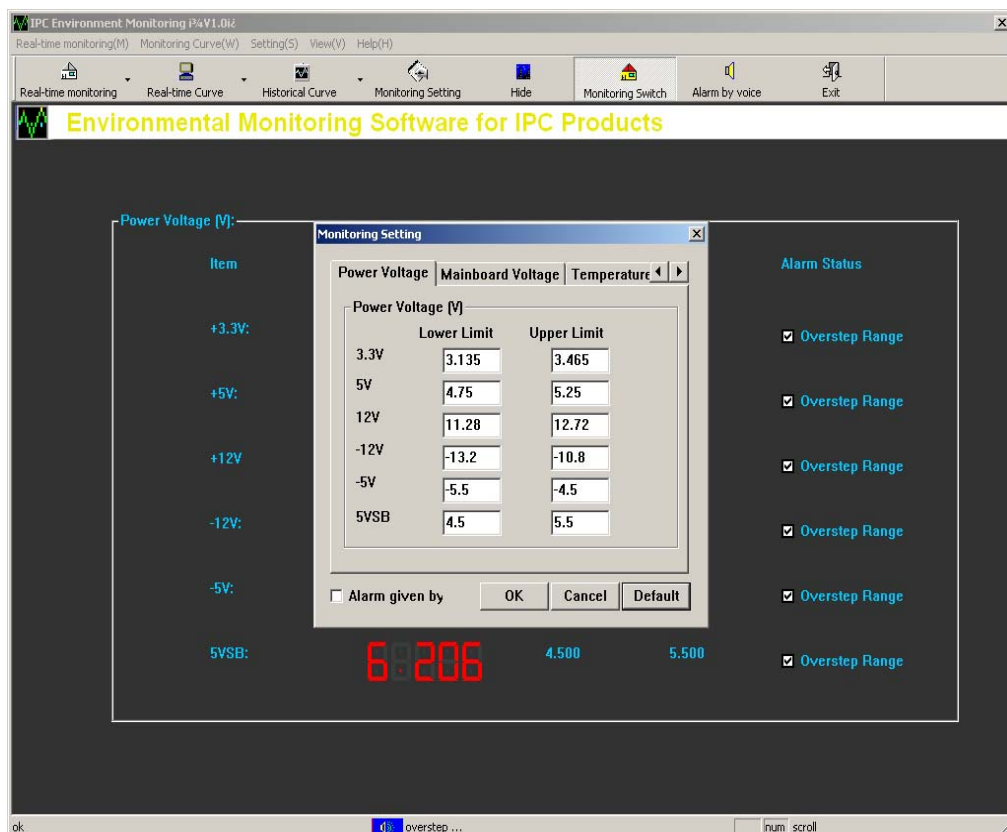 IPC Environment Monitoring ï¼V1.0ï¿
Real-time monitoring(M) Monitoring Curve(W) Setting(S) View(V) Help(H)
Real-time monitoring Real-time Curve Historical Curve Monitoring Setting Hide Monitoring Switch Alarm by voice Exit
Environmental Monitoring Software for IPC Products
Power Voltage (V):
Item Alarm Status
+3.3V: Overstep Range
+5V: Overstep Range
+12V Overstep Range
-12V: Overstep Range
-5V: Overstep Range
5VSB: 6.206 4.500 5.500 Overstep Range
Monitoring Setting
Power Voltage Mainboard Voltage Temperature
Power Voltage (V)
Lower Limit Upper Limit
3.3V 3.135 3.465
5V 4.75 5.25
12V 11.28 12.72
-12V -13.2 -10.8
-5V -5.5 -4.5
5VSB 4.5 5.5
Alarm given by OK Cancel Default
ok overstep ... num scroll